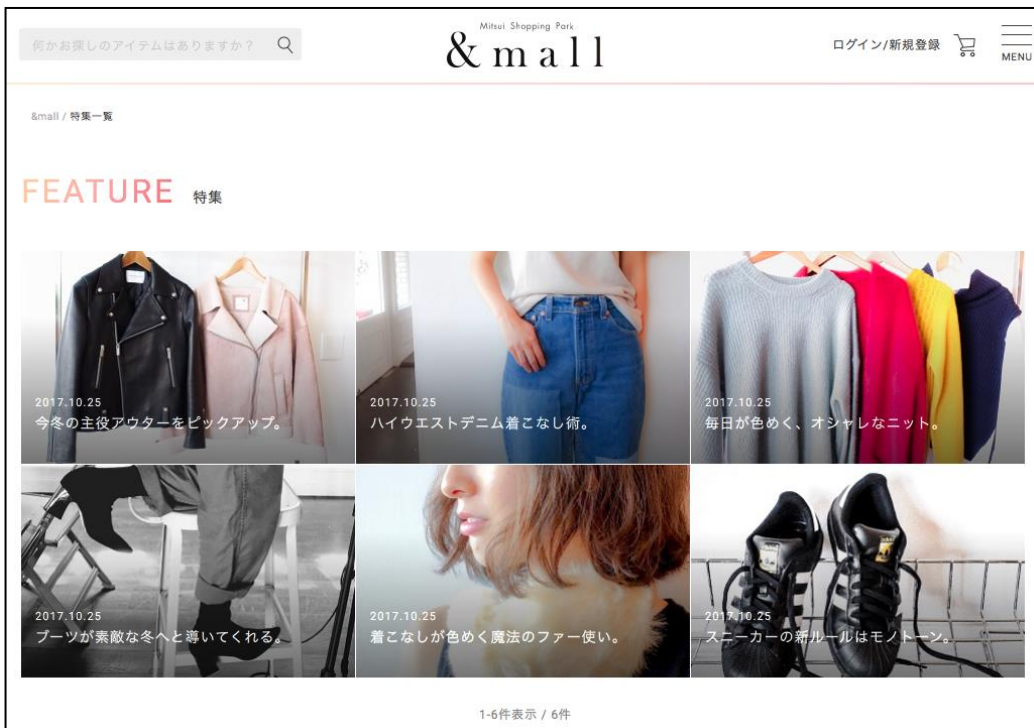 何かお探しのアイテムはありますか？
Mitsui Shopping Park
&mall
ログイン/新規登録
MENU
&mall / 特集一覧
FEATURE 特集
2017.10.25
今冬の主役アウターをピックアップ。
2017.10.25
ハイウエストデニム着こなし術。
2017.10.25
毎日が色めく、オシャレなニット。
2017.10.25
ブーツが素敵な冬へと導いてくれる。
2017.10.25
着こなしが色めく魔法のファー使い。
2017.10.25
スニーカーの新ルールはモノトーン。
1-6件表示 / 6件